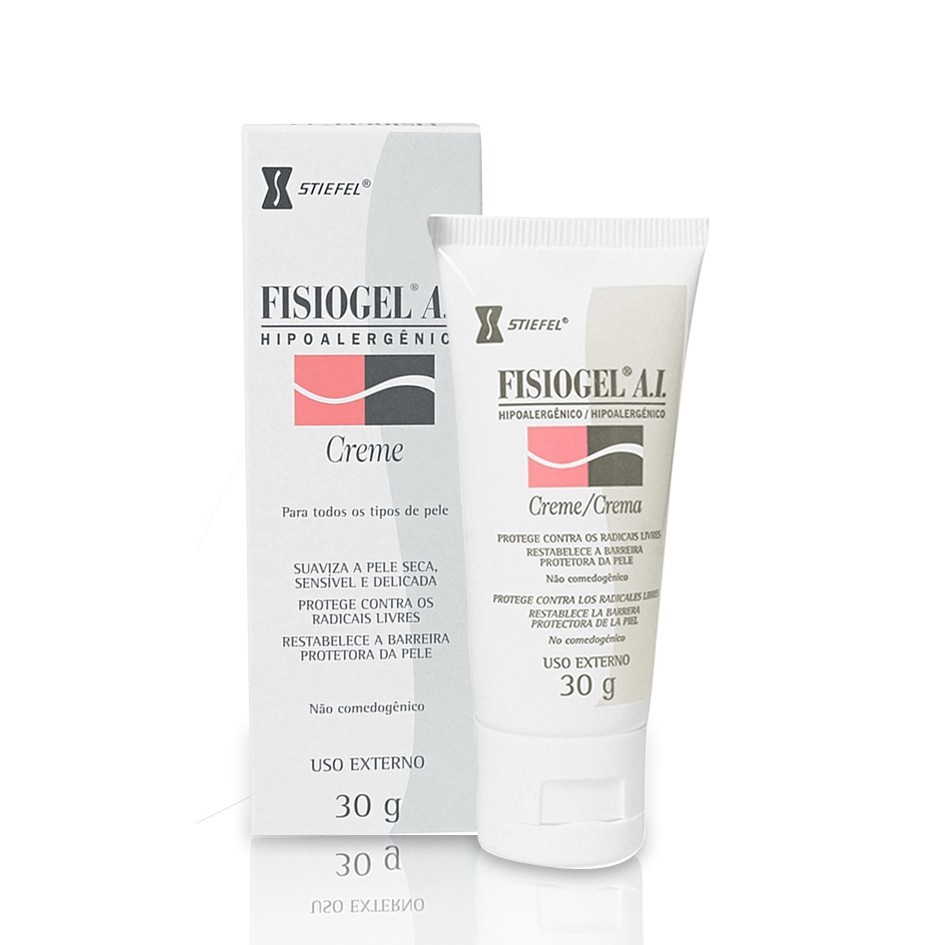 STIEFEL®
FISIOGEL® A.
HIPOALERGÊNIC
Creme
Para todos os tipos de pele
SUAVIZA A PELE SECA,
SENSÍVEL E DELICADA
PROTEGE CONTRA OS
RADICAIS LIVRES
RESTABELECE A BARREIRA
PROTETORA DA PELE
Não comedogênico
USO EXTERNO
30 g
STIEFEL®
FISIOGEL® A.I.
HIPOALERGÊNICO / HIPOALERGÉNICO
Creme/Crema
PROTEGE CONTRA OS RADICAIS LIVRES
RESTABELECE A BARREIRA
PROTETORA DA PELE
Não comedogênico
PROTEGE CONTRA LOS RADICALES LIBRES
RESTABLECE LA BARRERA
PROTECTORA DE LA PIEL
No comedogénico
USO EXTERNO
30 g